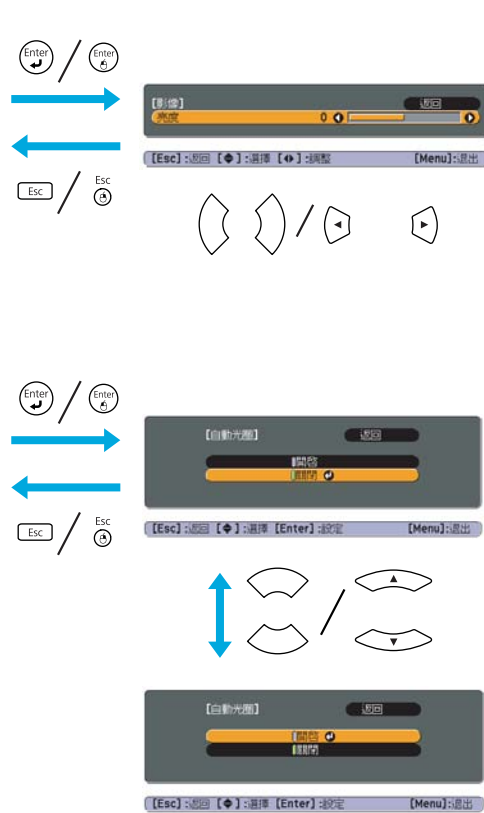 Enter
Enter
【影像】 返回
亮度 0
[Esc]:返回 [◆]:選擇 [◀▶]:調整 [Menu]:退出
Esc
Esc
Enter
Enter
【自動光圈】 返回
開啓
關閉
[Esc]:返回 [◆]:選擇 [Enter]:設定 [Menu]:退出
Esc
Esc
【自動光圈】 返回
開啓
關閉
[Esc]:返回 [◆]:選擇 [Enter]:設定 [Menu]:退出